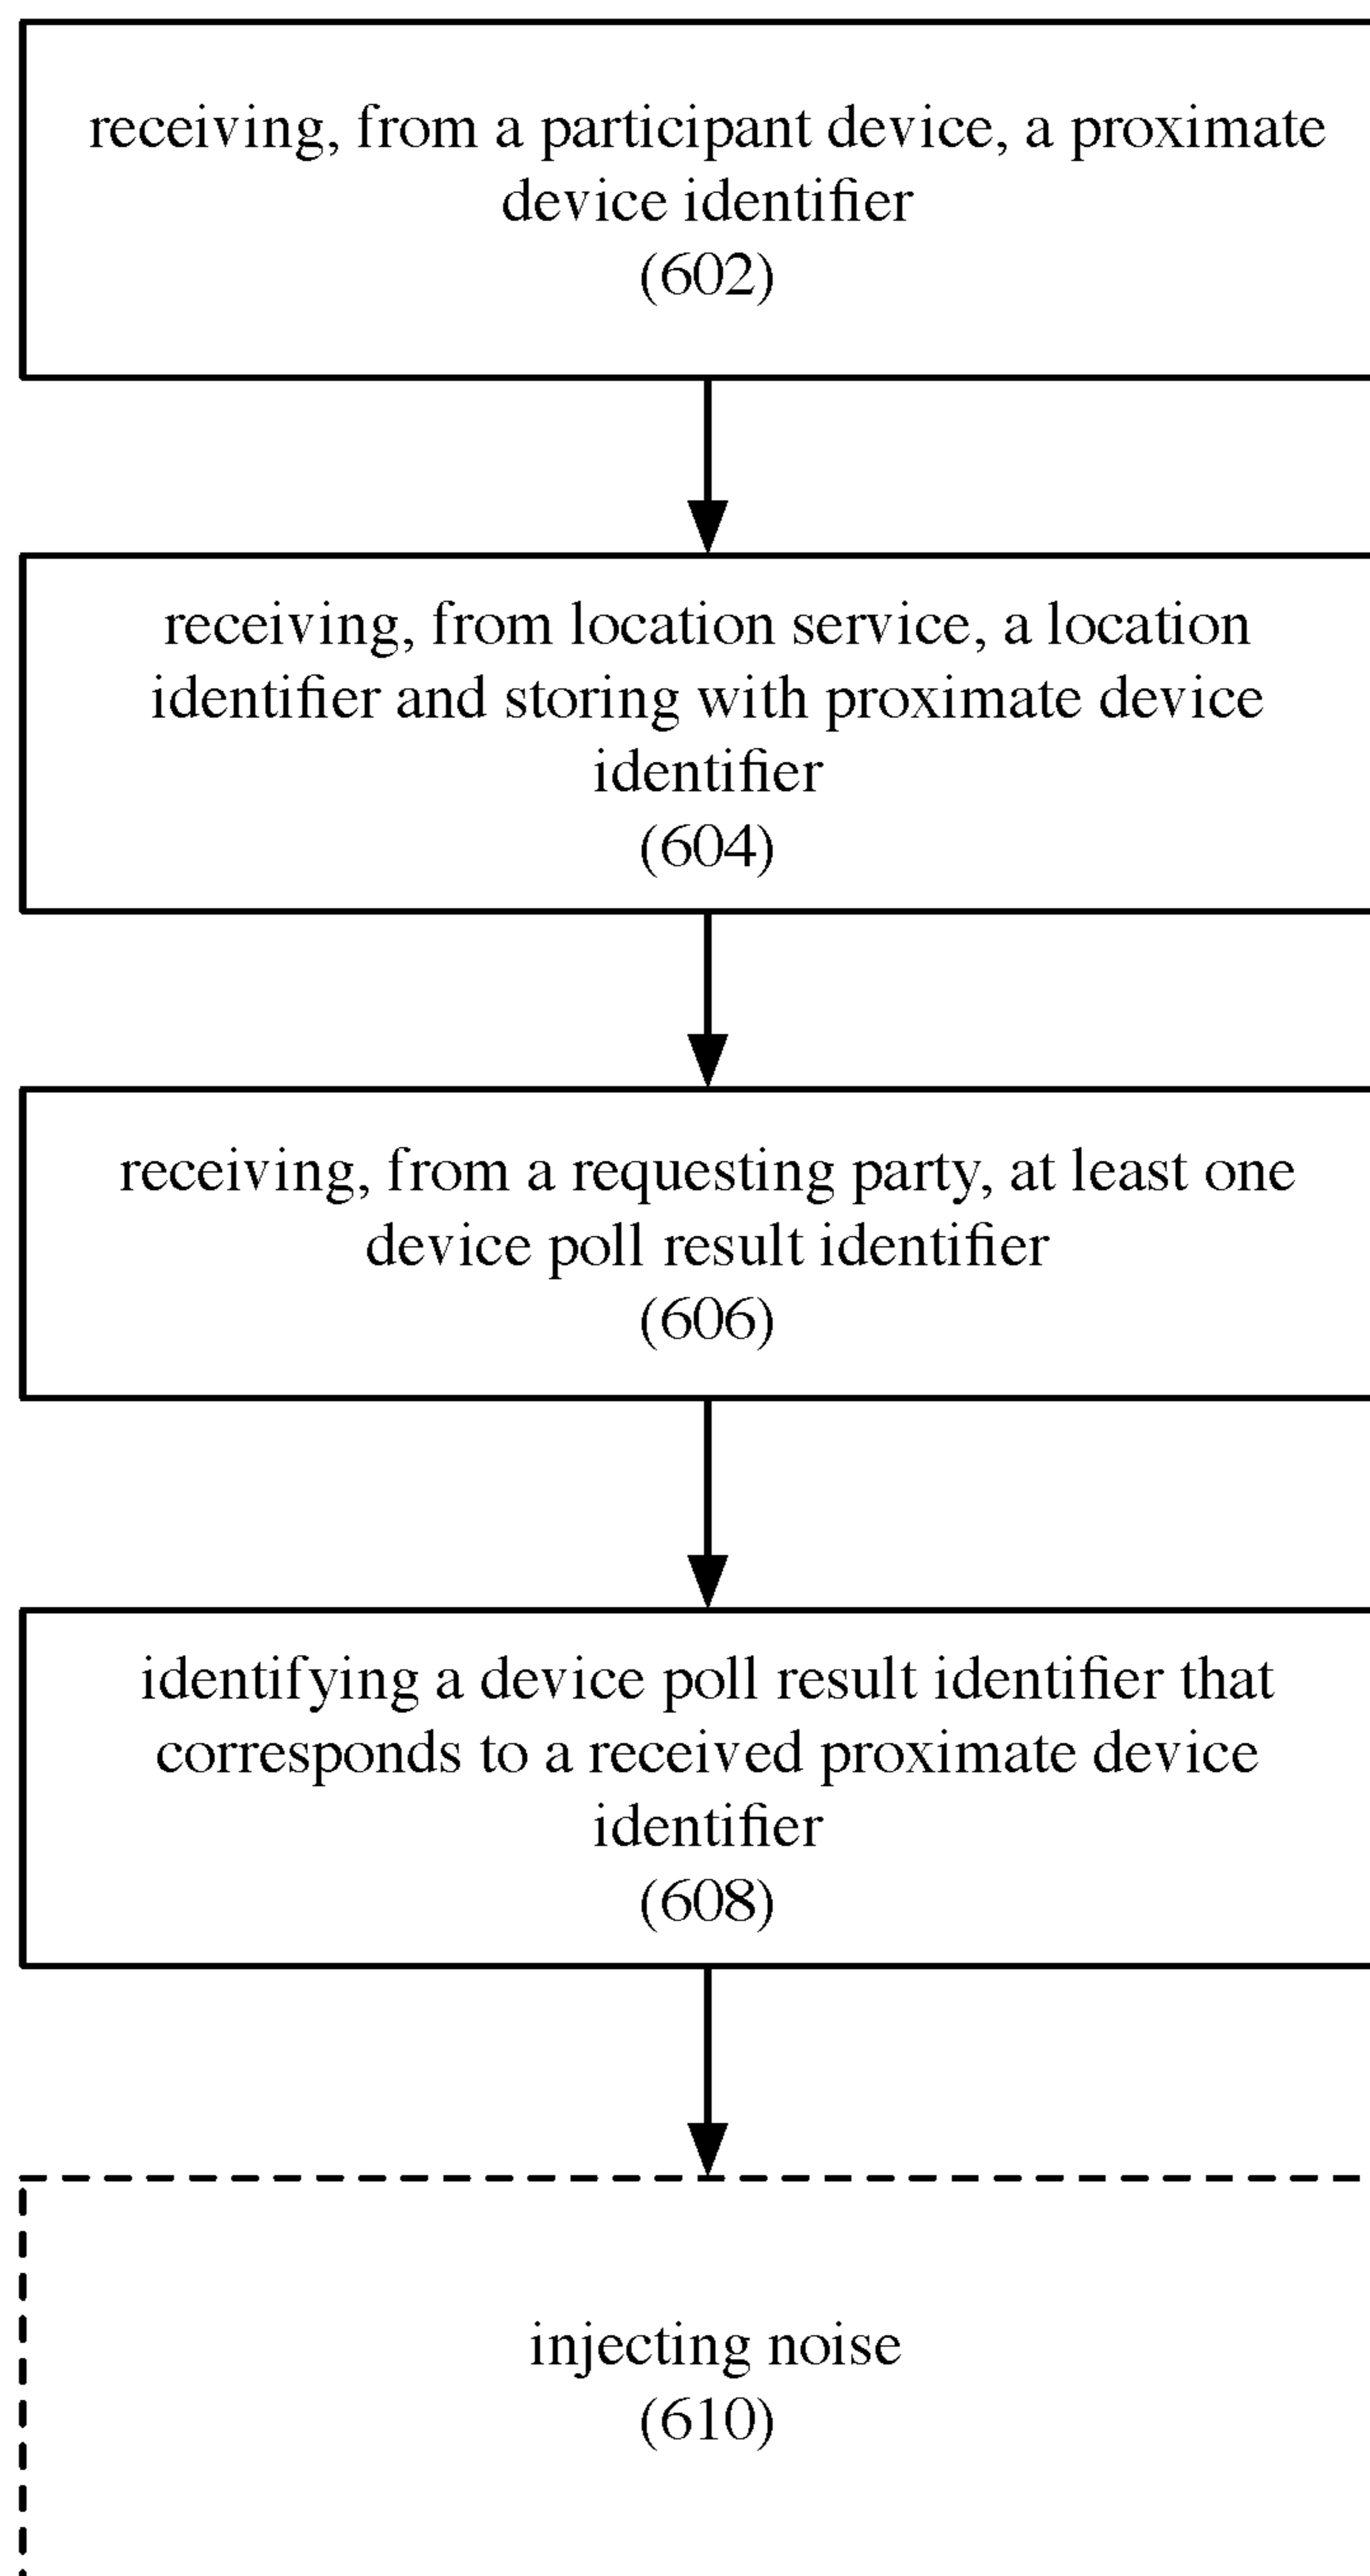 receiving, from a participant device, a proximate
device identifier
(602)
receiving, from location service, a location
identifier and storing with proximate device
identifier
(604)
receiving, from a requesting party, at least one
device poll result identifier
(606)
identifying a device poll result identifier that
corresponds to a received proximate device
identifier
(608)
injecting noise
(610)